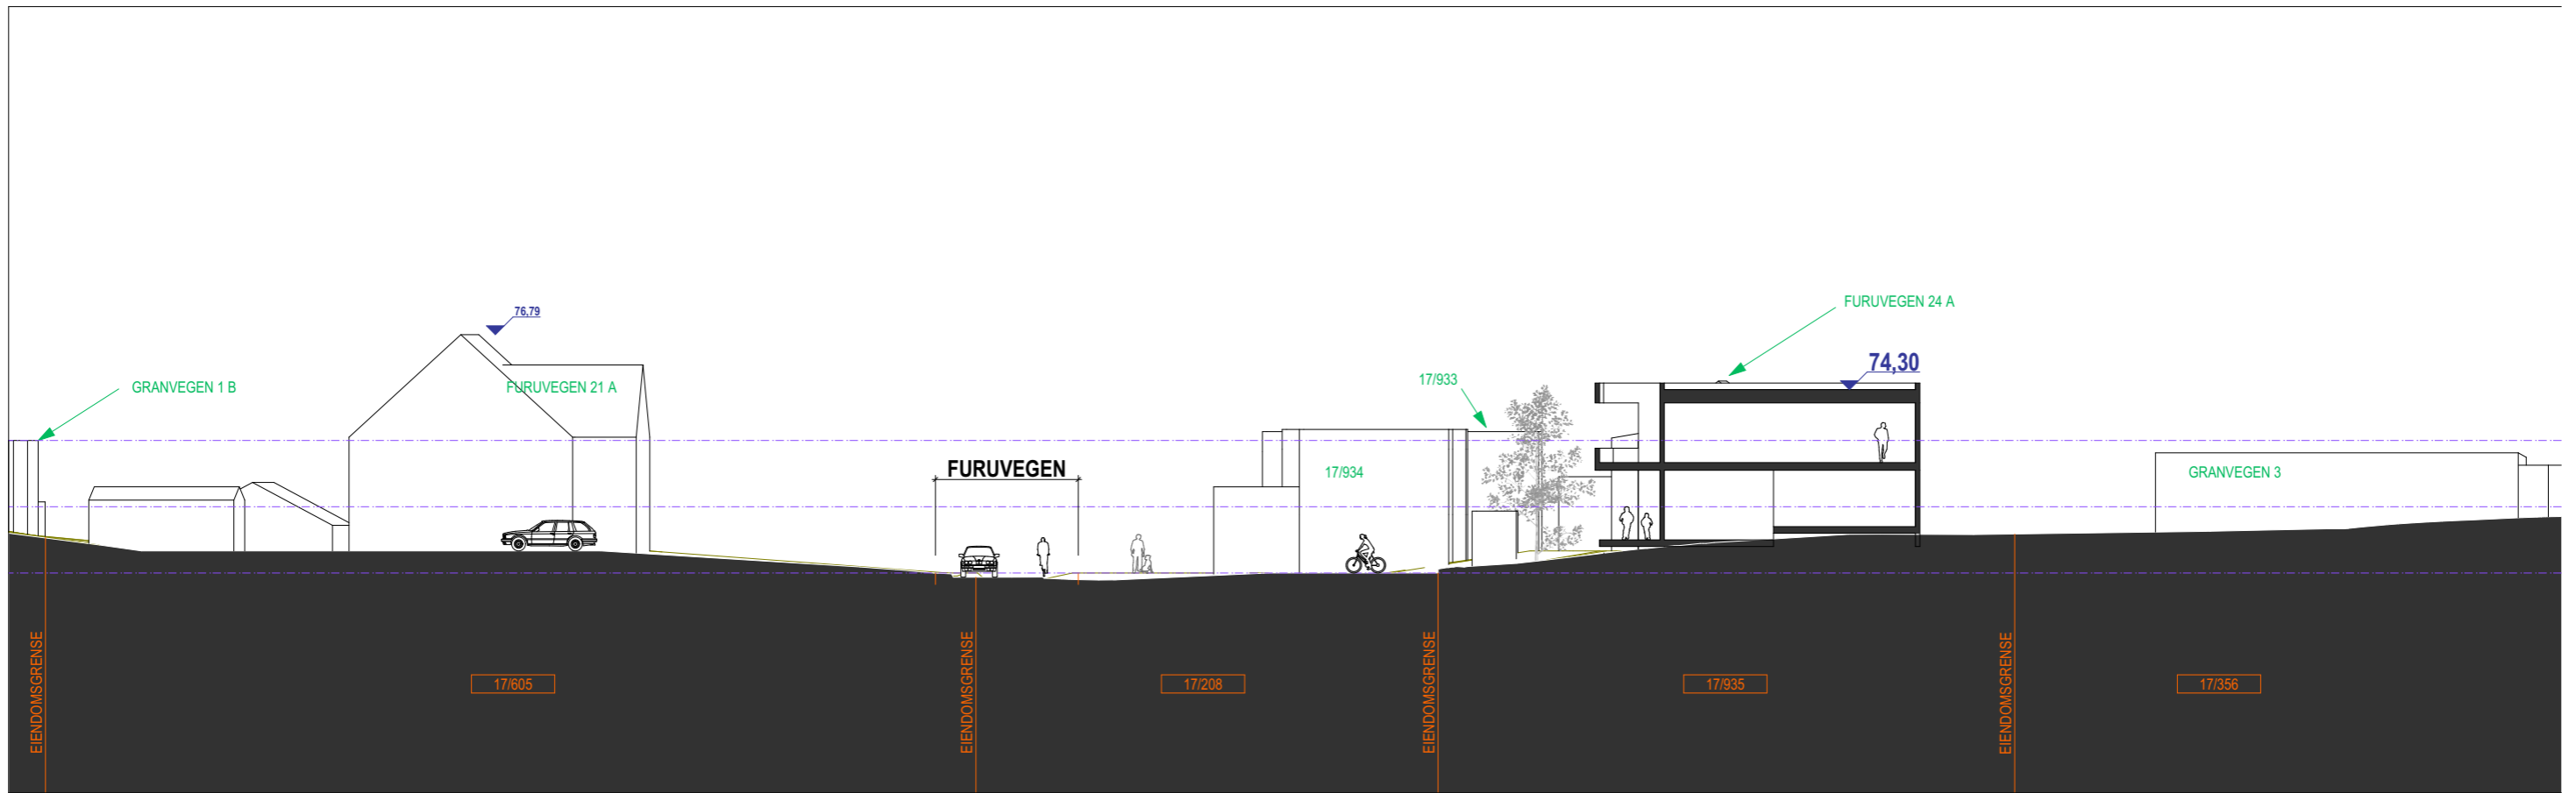 FURUVEGEN 24 A
76,79
74,30
17/933
GRANVEGEN 1 B
FURUVEGEN 21 A
FURUVEGEN
17/934
GRANVEGEN 3
EIENDOMSGRENSE
EIENDOMSGRENSE
EIENDOMSGRENSE
EIENDOMSGRENSE
17/605
17/208
17/935
17/356